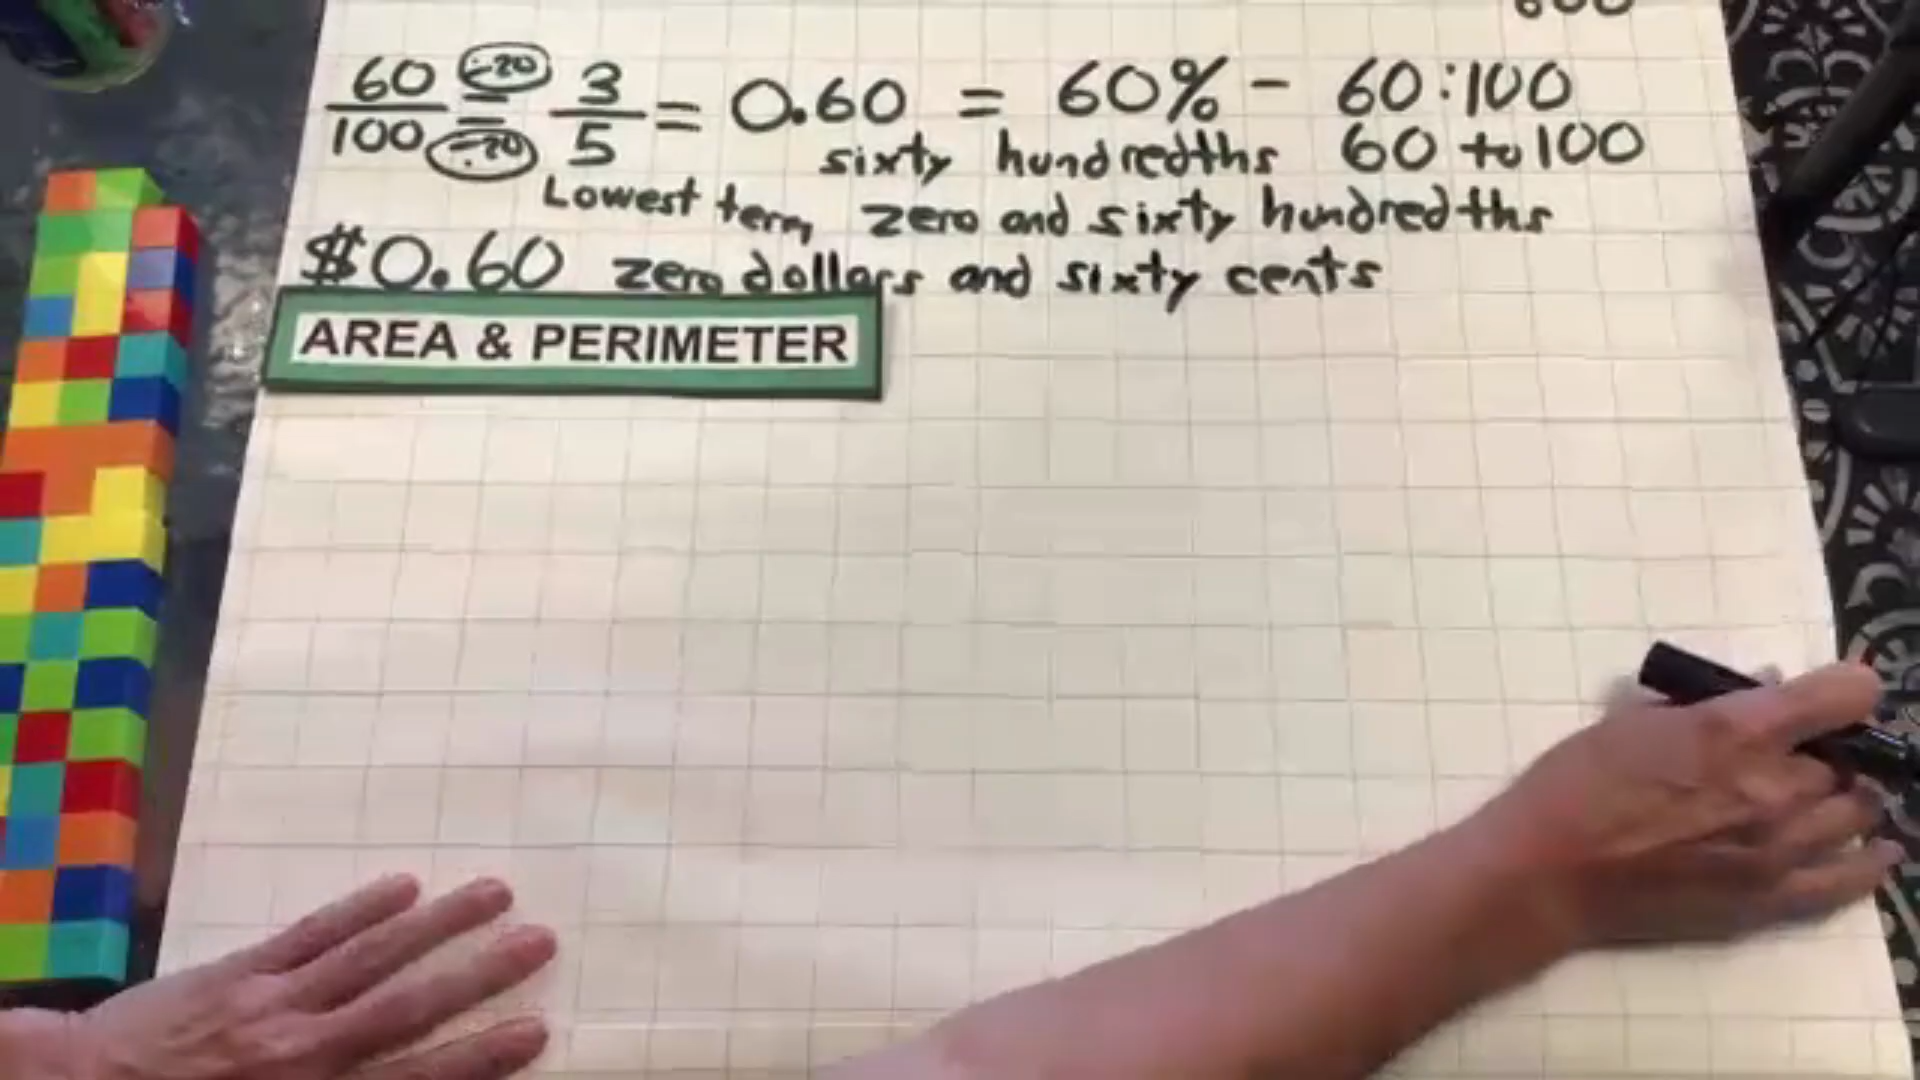 60 ÷20 3 = 0.60 = 60% - 60:100
100 ÷20 5 sixty hundredths 60 to 100
Lowest term zero and sixty hundredths
$0.60 zero dollars and sixty cents
AREA & PERIMETER